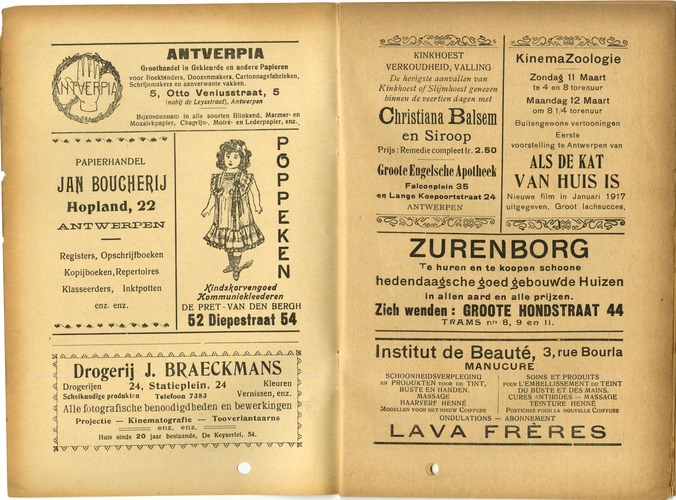 ANTVERPIA
ANTVERPIA
Groothandel in Gekleurde en andere Papieren
voor Boekbinders, Doozenmakers, Cartonnagefabrieken,
Schrijnmakers en aanverwante vakken.
5, Otto Veniusstraat, 5
(nabij de Leysstraat), Antwerpen
Bijzonderheid in alle soorten Blinkend, Marmer- en
Mozaiekpapier, Chagrijn-, Moiré- en Lederpapier, enz.
PAPIERHANDEL
JAN BOUCHERIJ
Hopland, 22
ANTWERPEN
Registers, Opschrijfboeken
Kopijboeken, Repertoires
Klasseerders, Inktpotten
enz. enz.
POPPEKEN
Kindskorvengoed
Kommuniekleederen
DE PRET - VAN DEN BERGH
52 Diepestraat 54
Drogerij J. BRAECKMANS
Drogerijen 24, Statieplein, 24 Kleuren
Scheikundige produkten Telefoon 7383 Vernissen, enz.
Alle fotografische benoodigdheden en bewerkingen
Projectie — Kinematografie — Tooverlantaarns
enz. enz.
Huis sinds 20 jaar bestaande, De Keyserlei, 54.
KINKHOEST
VERKOUDHEID, VALLING
De hevigste aanvallen van
Kinkhoest of Slijmhoest genezen
binnen de veertien dagen met
Christiana Balsem
en Siroop
Prijs: Remedie compleet fr. 2.50
Groote Engelsche Apotheek
Falconplein 35
en Lange Koepoortstraat 24
ANTWERPEN
KinemaZoologie
Zondag 11 Maart
te 4 en 8 torenuur
Maandag 12 Maart
om 8 1/4 torenuur
Buitengewone vertooningen
Eerste
voorstelling te Antwerpen van
ALS DE KAT
VAN HUIS IS
Nieuwe film in Januari 1917
uitgegeven. Groot lachsucces.
ZURENBORG
Te huren en te koopen schoone
hedendaagsche goed gebouwde Huizen
in allen aard en alle prijzen.
Zich wenden: GROOTE HONDSTRAAT 44
TRAMS nrs 8, 9 en 11.
Institut de Beauté, 3, rue Bourla
MANUCURE
SCHOONHEIDSVERPLEGING
EN PRODUKTEN VOOR DE TINT,
BUSTE EN HANDEN.
MASSAGE
HAARVERF HENNÉ
MODELLEN VOOR HET NIEUW COIFFURE
SOINS ET PRODUITS
POUR L'EMBELLISSEMENT DU TEINT
DU BUSTE ET DES MAINS.
CURES ANTIRIDES — MASSAGE
TEINTURE HENNÉ
POSTICHES POUR LA NOUVELLE COIFFURE
ONDULATIONS — ABONNEMENT
LAVA FRÈRES